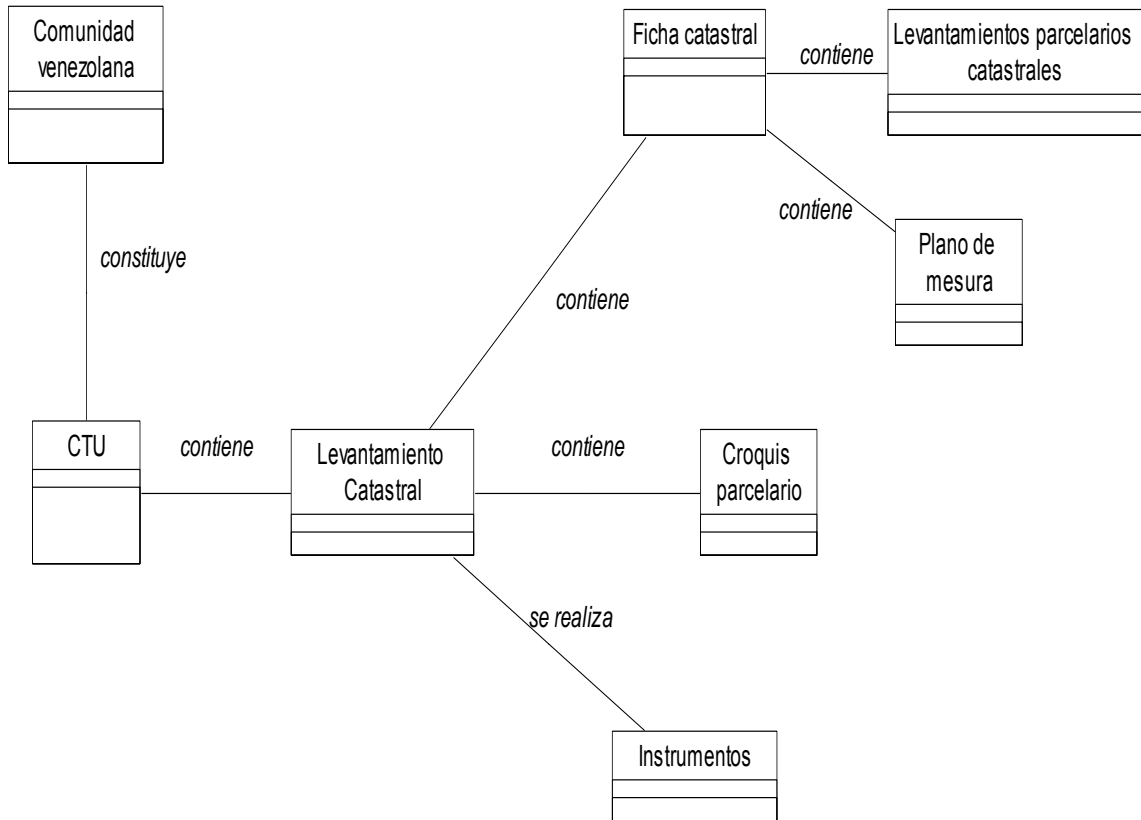 Comunidad
venezolana
Ficha catastral
contiene
Levantamientos parcelarios
catastrales
contiene
Plano de
mesura
constituye
contiene
CTU
contiene
Levantamiento
Catastral
contiene
Croquis
parcelario
se realiza
Instrumentos